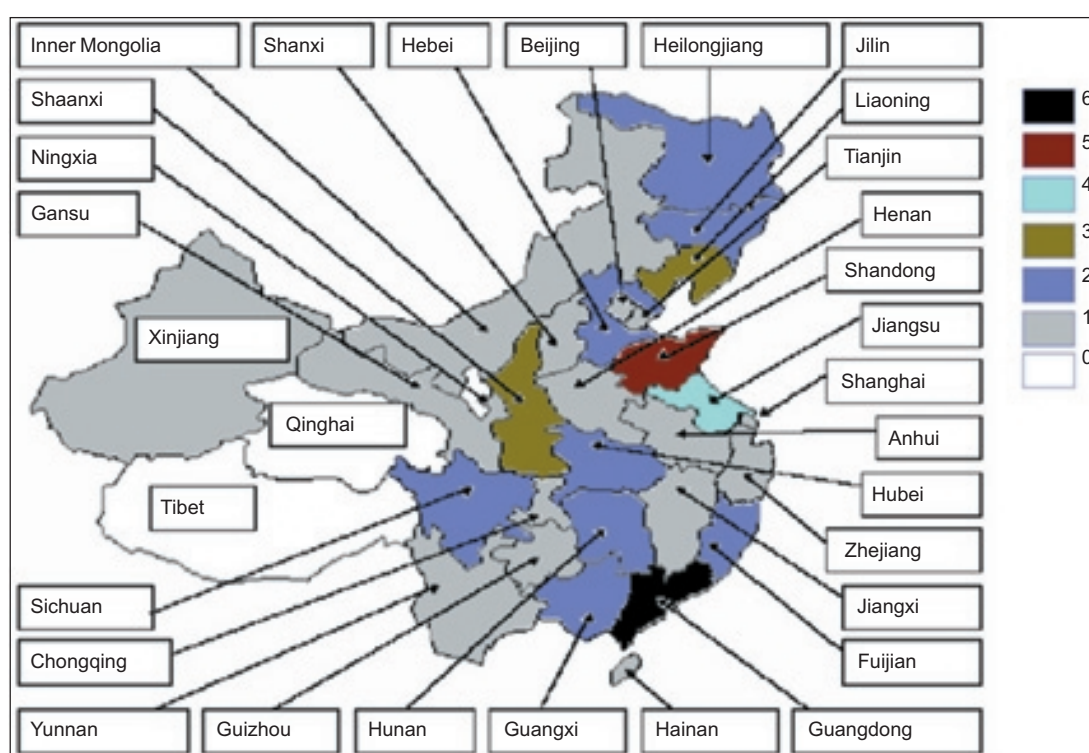 Inner Mongolia
Shanxi
Hebei
Beijing
Heilongjiang
Jilin
Shaanxi
Liaoning
Ningxia
Tianjin
Gansu
Henan
Shandong
Xinjiang
Jiangsu
Shanghai
Qinghai
Anhui
Tibet
Hubei
Zhejiang
Sichuan
Jiangxi
Chongqing
Fuijian
Yunnan
Guizhou
Hunan
Guangxi
Hainan
Guangdong
6
5
4
3
2
1
0